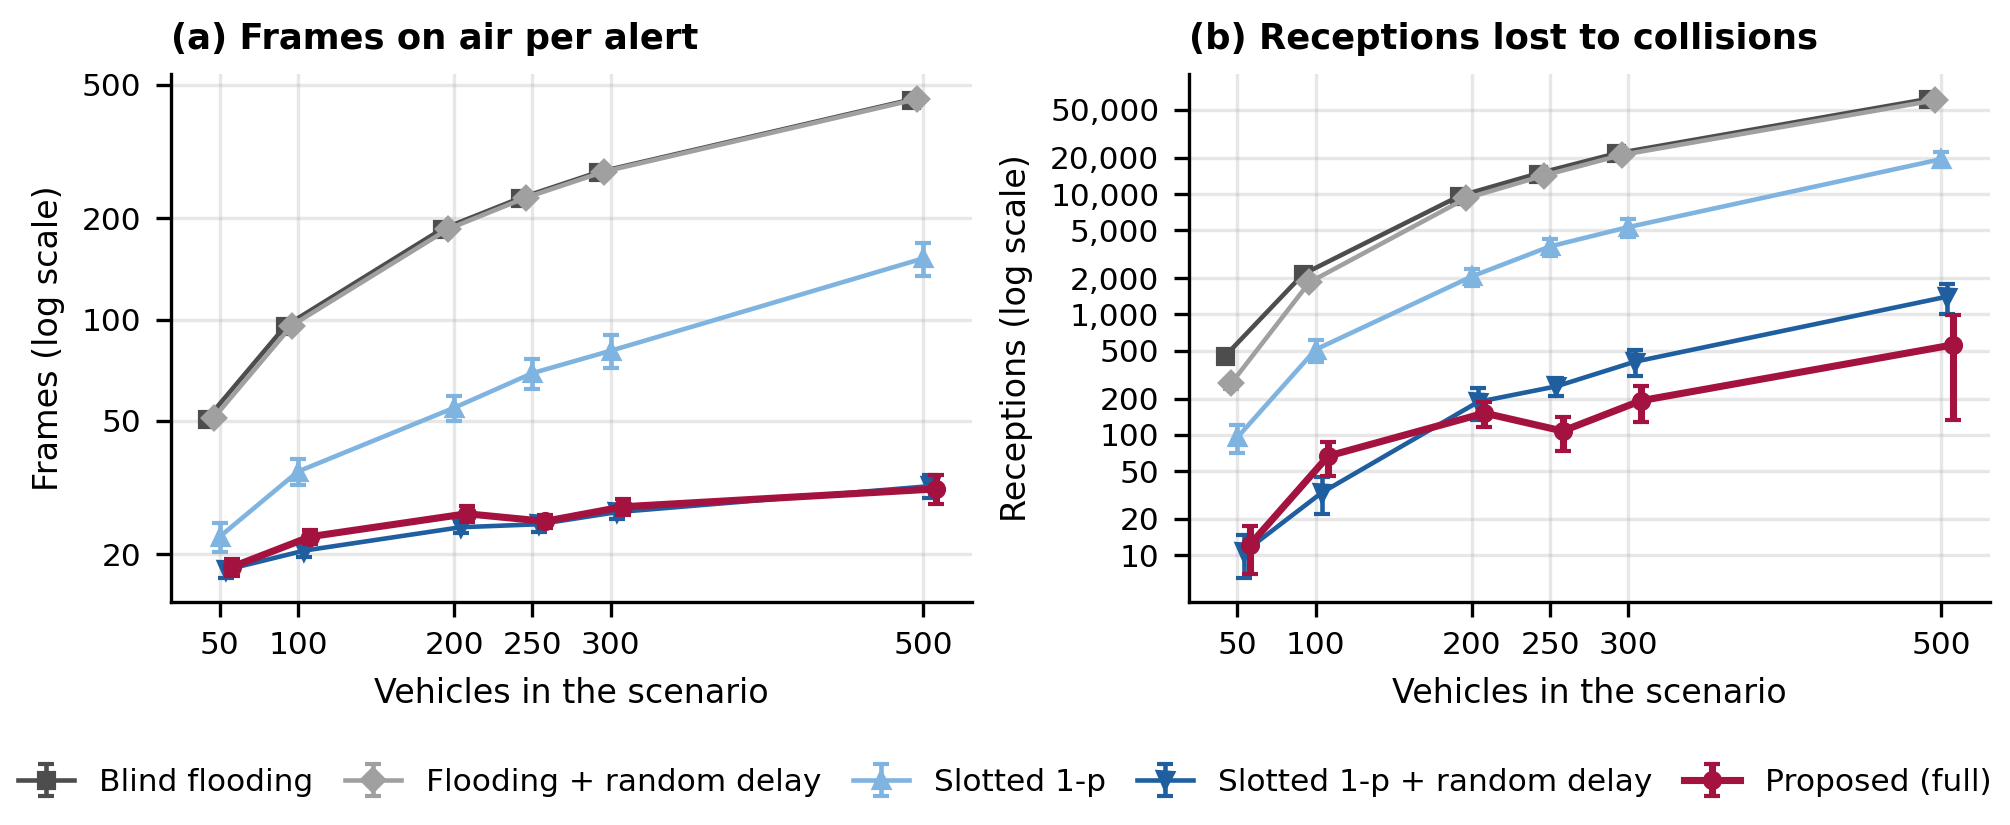 (a) Frames on air per alert
500
200
100
50
20
Frames (log scale)
50 100 200 250 300 500
Vehicles in the scenario
(b) Receptions lost to collisions
50,000
20,000
10,000
5,000
2,000
1,000
500
200
100
50
20
10
Receptions (log scale)
50 100 200 250 300 500
Vehicles in the scenario
Blind flooding Flooding + random delay Slotted 1-p Slotted 1-p + random delay Proposed (full)